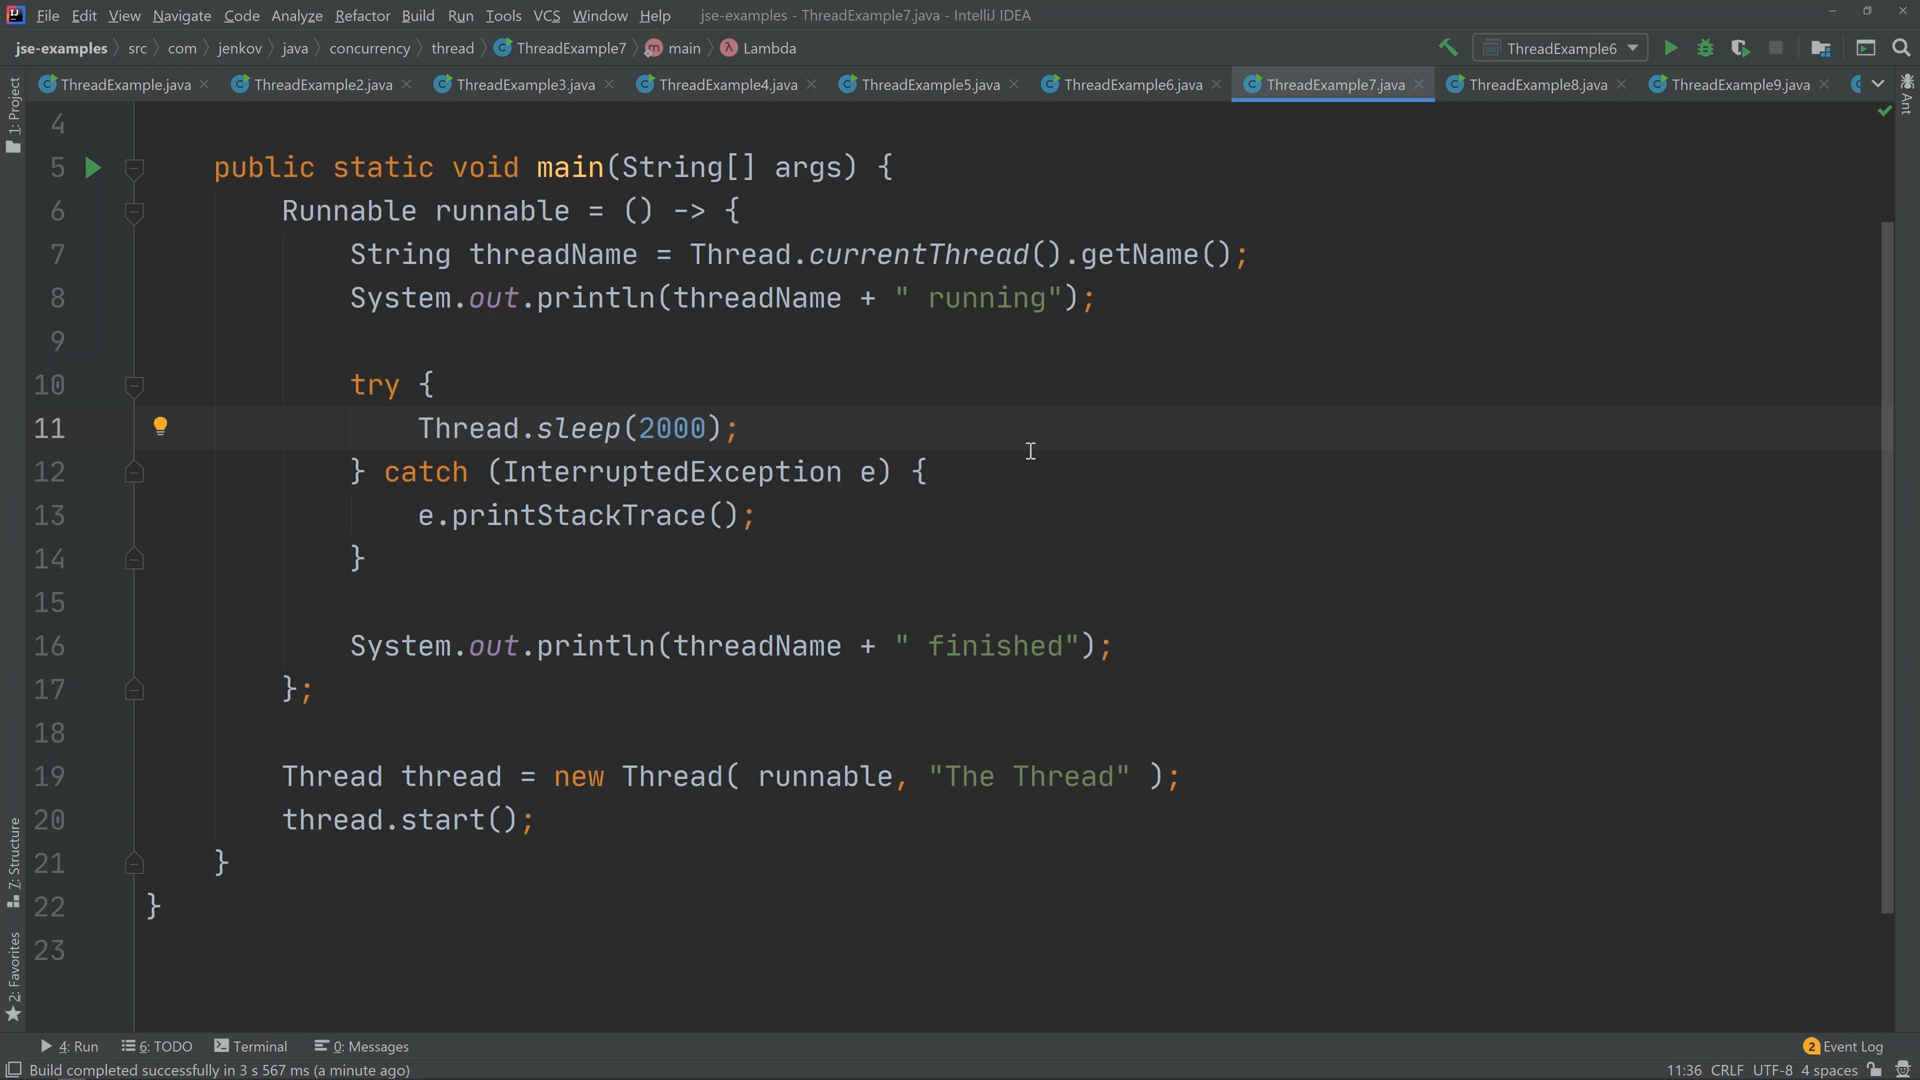 File Edit View Navigate Code Analyze Refactor Build Run Tools VCS Window Help jse-examples - ThreadExample7.java - IntelliJ IDEA
jse-examples src com jenkov java concurrency thread ThreadExample7 main Lambda ThreadExample6
ThreadExample.java ThreadExample2.java ThreadExample3.java ThreadExample4.java ThreadExample5.java ThreadExample6.java ThreadExample7.java ThreadExample8.java ThreadExample9.java
1: Project
Ant
4
5 public static void main(String[] args) {
6 Runnable runnable = () -> {
7 String threadName = Thread.currentThread().getName();
8 System.out.println(threadName + " running");
9
10 try {
11 Thread.sleep(2000);
12 } catch (InterruptedException e) {
13 e.printStackTrace();
14 }
15
16 System.out.println(threadName + " finished");
17 };
18
19 Thread thread = new Thread( runnable, "The Thread" );
20 thread.start();
21 }
22 }
23
7: Structure
2: Favorites
4: Run 6: TODO Terminal 0: Messages 2 Event Log
Build completed successfully in 3 s 567 ms (a minute ago) 11:36 CRLF UTF-8 4 spaces